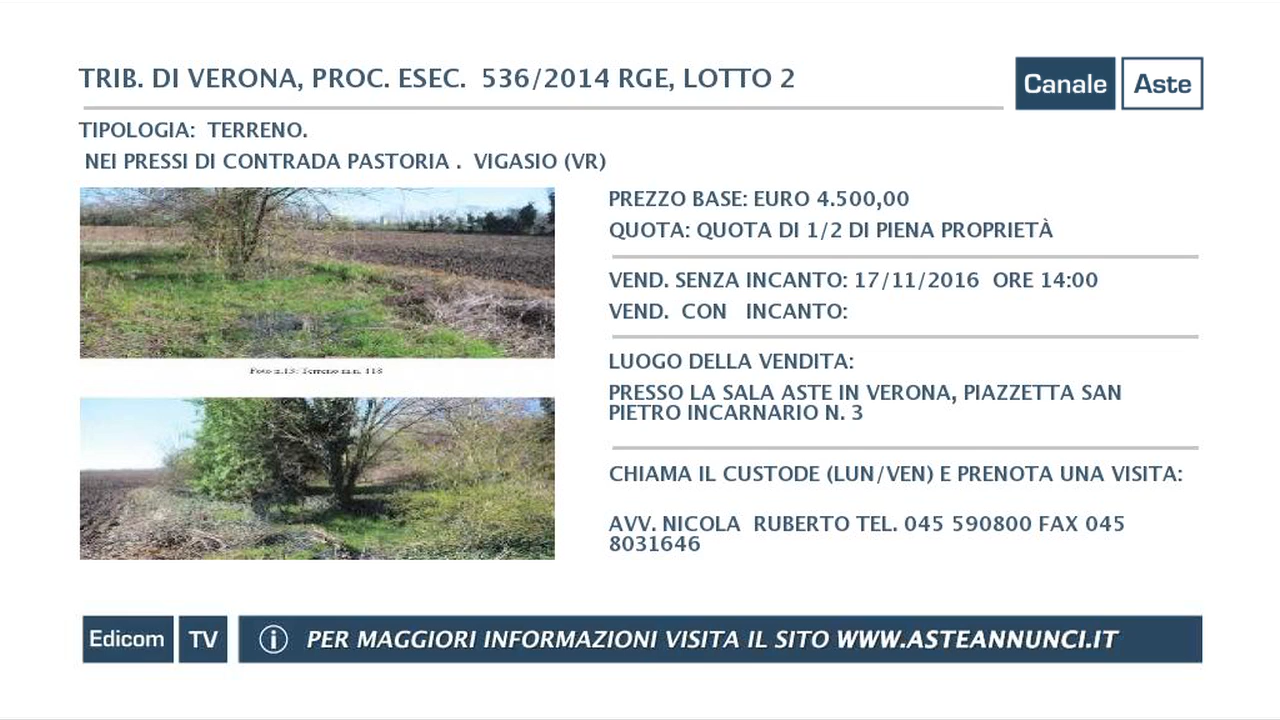 TRIB. DI VERONA, PROC. ESEC. 536/2014 RGE, LOTTO 2
Canale Aste
TIPOLOGIA: TERRENO.
NEI PRESSI DI CONTRADA PASTORIA . VIGASIO (VR)
PREZZO BASE: EURO 4.500,00
QUOTA: QUOTA DI 1/2 DI PIENA PROPRIETÀ
VEND. SENZA INCANTO: 17/11/2016 ORE 14:00
VEND. CON INCANTO:
Foto n.13: Terreno m.n. 118
LUOGO DELLA VENDITA:
PRESSO LA SALA ASTE IN VERONA, PIAZZETTA SAN
PIETRO INCARNARIO N. 3
CHIAMA IL CUSTODE (LUN/VEN) E PRENOTA UNA VISITA:
AVV. NICOLA RUBERTO TEL. 045 590800 FAX 045
8031646
Edicom TV
PER MAGGIORI INFORMAZIONI VISITA IL SITO WWW.ASTEANNUNCI.IT